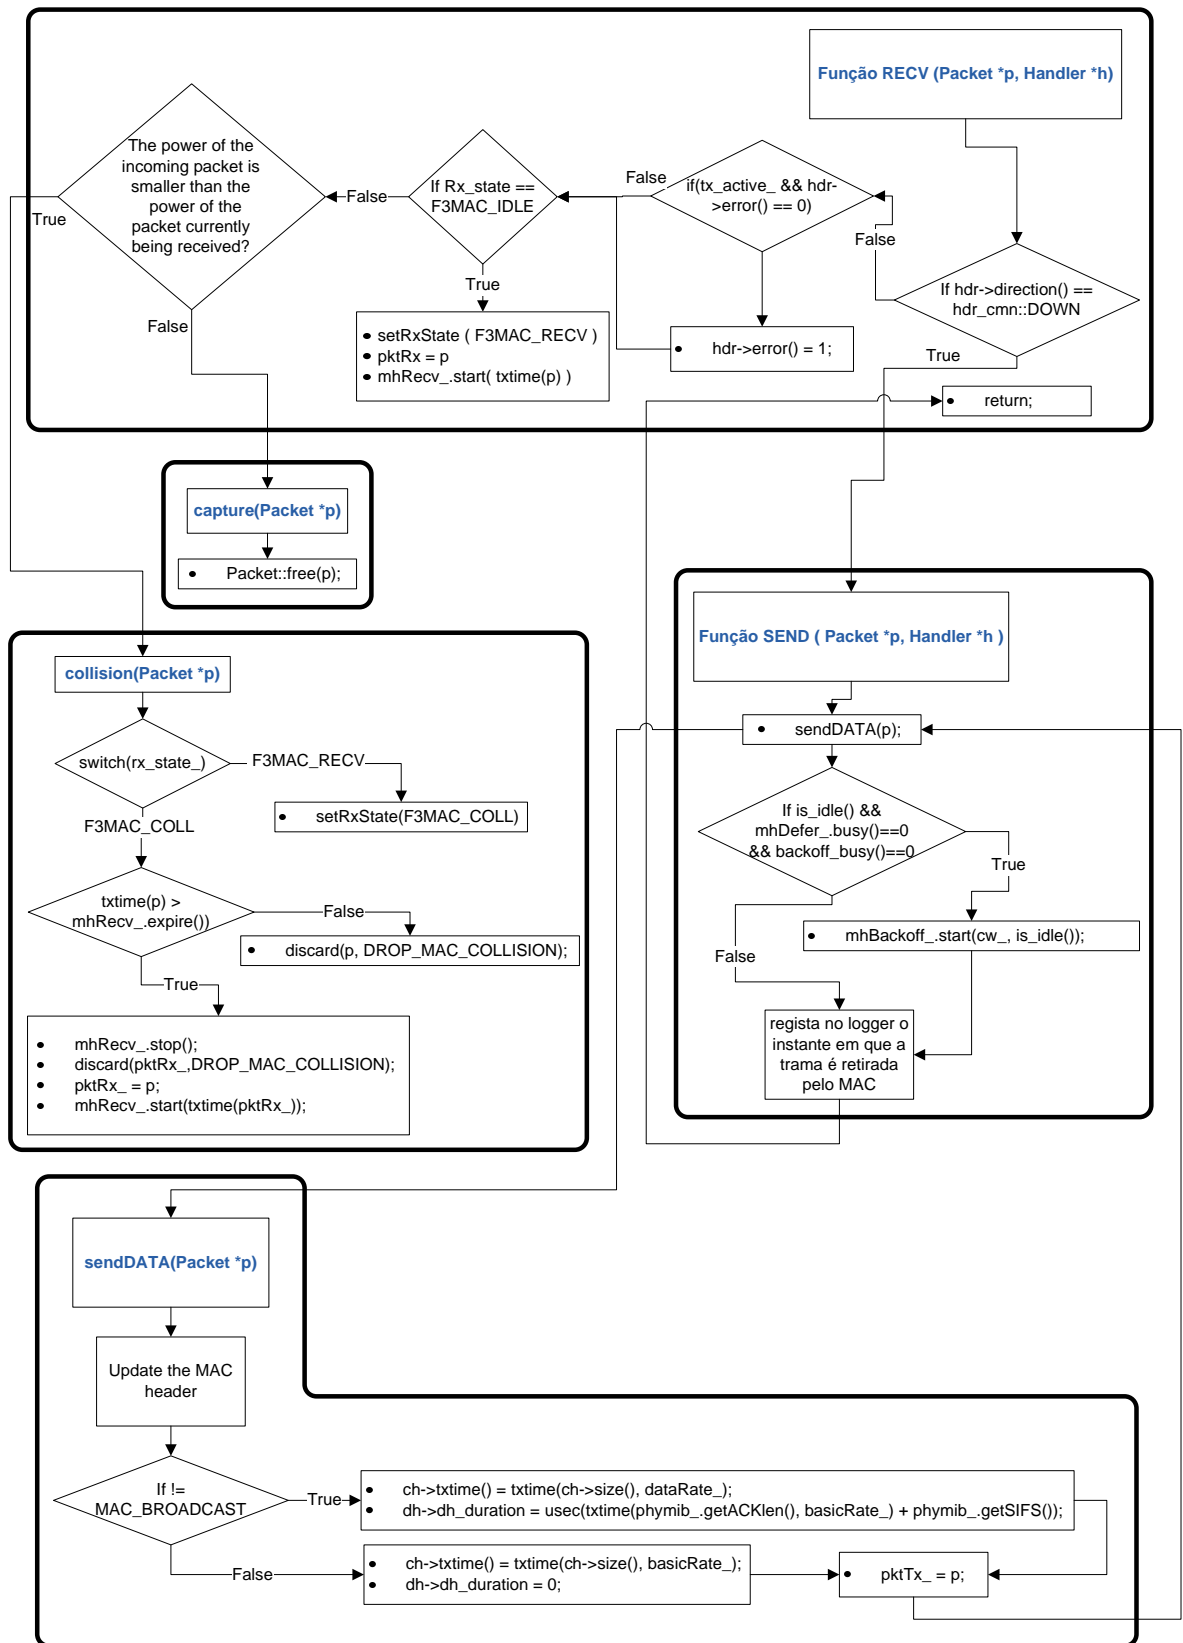 Função RECV (Packet *p, Handler *h)
The power of the
incoming packet is
smaller than the
power of the
packet currently
being received?
If Rx_state ==
F3MAC_IDLE
if(tx_active_ && hdr-
>error() == 0)
If hdr->direction() ==
hdr_cmn::DOWN
False
False
False
True
True
False
True
• setRxState ( F3MAC_RECV )
• pktRx = p
• mhRecv_.start( txtime(p) )
• hdr->error() = 1;
• return;
capture(Packet *p)
• Packet::free(p);
Função SEND ( Packet *p, Handler *h )
• sendDATA(p);
If is_idle() &&
mhDefer_.busy()==0
&& backoff_busy()==0
True
• mhBackoff_.start(cw_, is_idle());
False
regista no logger o
instante em que a
trama é retirada
pelo MAC
collision(Packet *p)
switch(rx_state_)
F3MAC_RECV
• setRxState(F3MAC_COLL)
F3MAC_COLL
txtime(p) >
mhRecv_.expire())
False
• discard(p, DROP_MAC_COLLISION);
True
• mhRecv_.stop();
• discard(pktRx_,DROP_MAC_COLLISION);
• pktRx_ = p;
• mhRecv_.start(txtime(pktRx_));
sendDATA(Packet *p)
Update the MAC
header
If !=
MAC_BROADCAST
True
• ch->txtime() = txtime(ch->size(), dataRate_);
• dh->dh_duration = usec(txtime(phymib_.getACKlen(), basicRate_) + phymib_.getSIFS());
False
• ch->txtime() = txtime(ch->size(), basicRate_);
• dh->dh_duration = 0;
• pktTx_ = p;